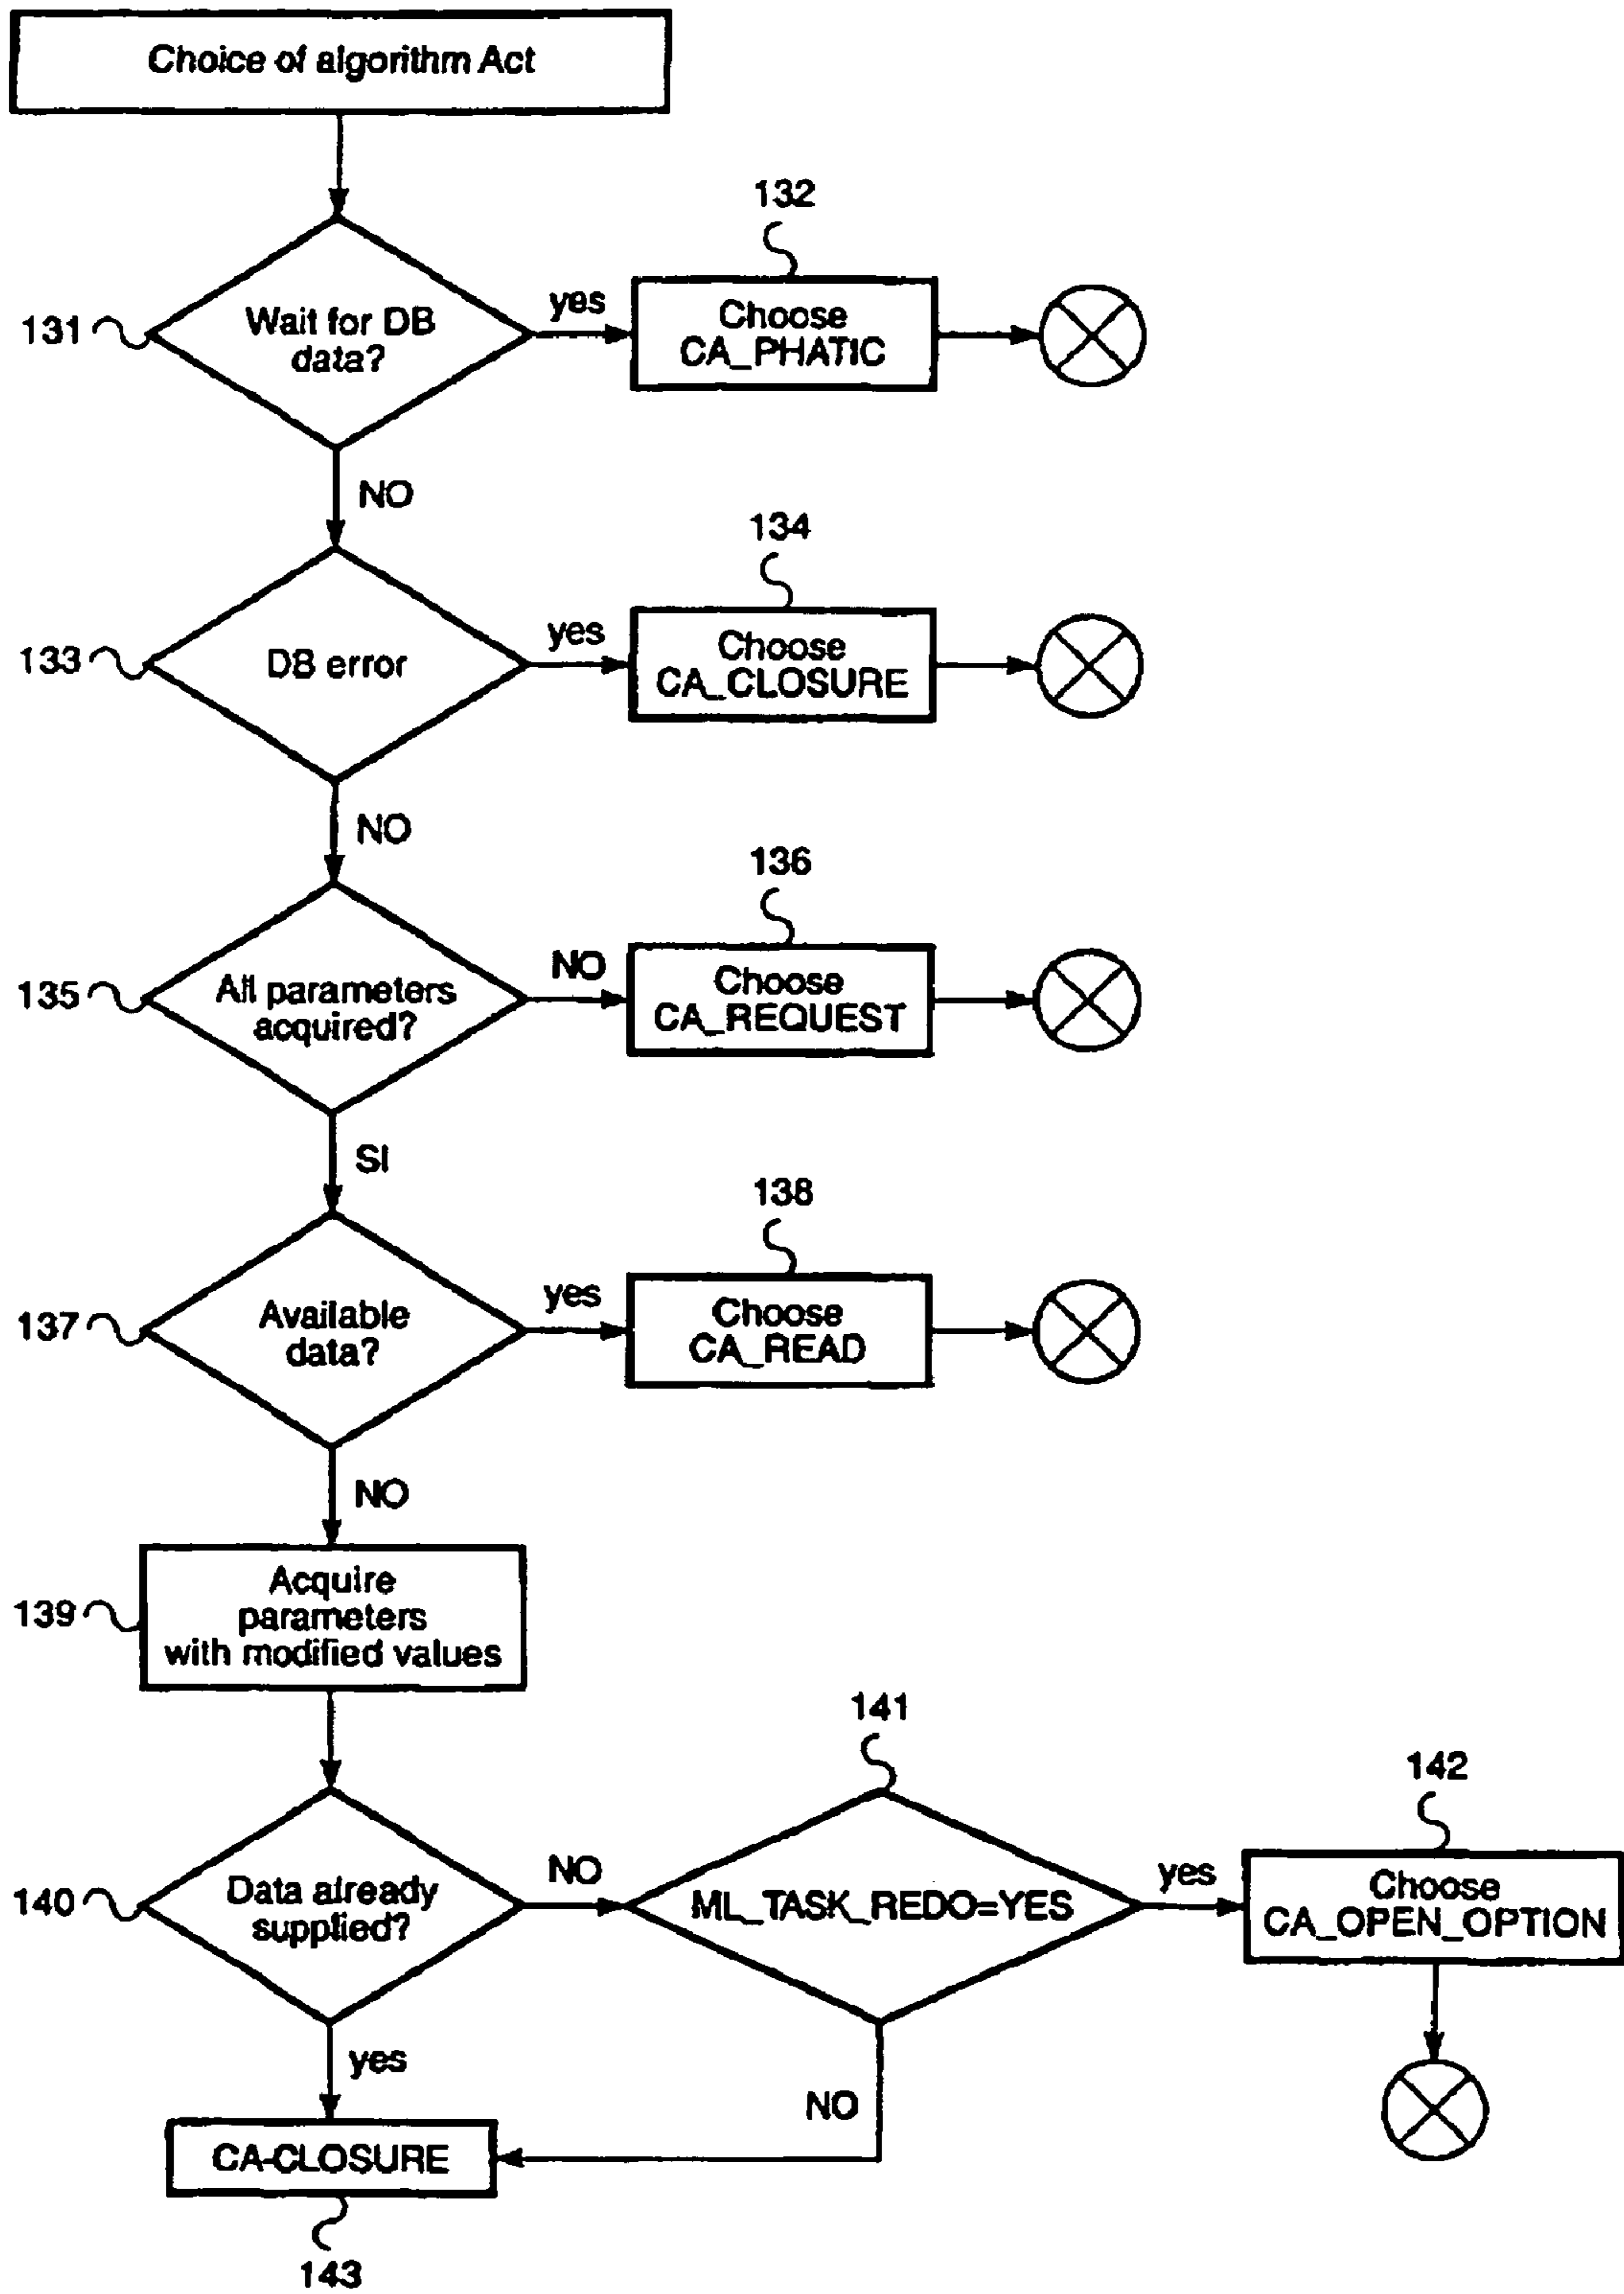 Choice of algorithm Act
132
131
Wait for DB
data?
yes
Choose
CA_PHATIC
NO
134
133
DB error
yes
Choose
CA_CLOSURE
NO
136
135
All parameters
acquired?
NO
Choose
CA_REQUEST
SI
138
137
Available
data?
yes
Choose
CA_READ
NO
139
Acquire
parameters
with modified values
141
142
140
Data already
supplied?
NO
ML_TASK_REDO=YES
yes
Choose
CA_OPEN_OPTION
yes
NO
CA-CLOSURE
143